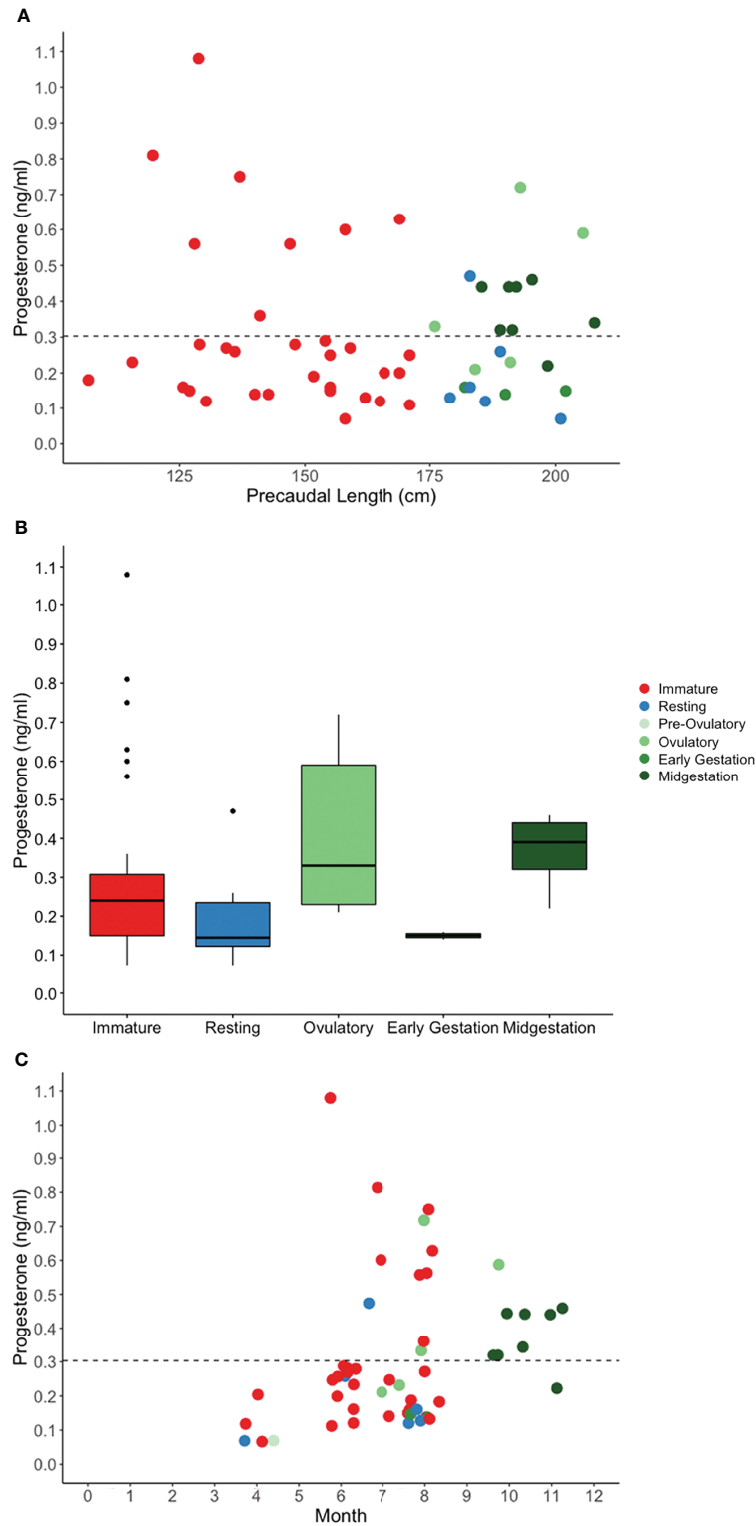 A
Progesterone (ng/ml)
1.1
1.0
0.9
0.8
0.7
0.6
0.5
0.4
0.3
0.2
0.1
0.0
125
150
175
200
Precaudal Length (cm)
B
Progesterone (ng/ml)
1.1
1.0
0.9
0.8
0.7
0.6
0.5
0.4
0.3
0.2
0.1
0.0
Immature
Resting
Ovulatory
Early Gestation
Midgestation
Immature
Resting
Pre-Ovulatory
Ovulatory
Early Gestation
Midgestation
C
Progesterone (ng/ml)
1.1
1.0
0.9
0.8
0.7
0.6
0.5
0.4
0.3
0.2
0.1
0.0
0
1
2
3
4
5
6
7
8
9
10
11
12
Month